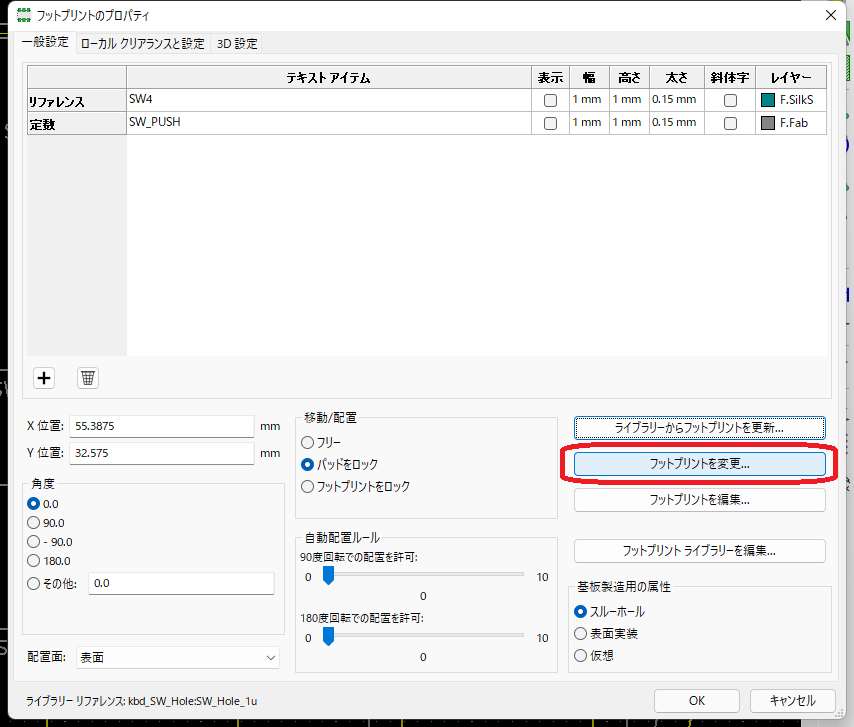 フットプリントのプロパティ
一般設定 ローカル クリアランスと設定 3D 設定
テキスト アイテム 表示 幅 高さ 太さ 斜体字 レイヤー
リファレンス SW4 1 mm 1 mm 0.15 mm F.SilkS
定数 SW_PUSH 1 mm 1 mm 0.15 mm F.Fab
X 位置: 55.3875 mm
Y 位置: 32.575 mm
角度
0.0
90.0
- 90.0
180.0
その他: 0.0
配置面: 表面
移動/配置
フリー
パッドをロック
フットプリントをロック
自動配置ルール
90度回転での配置を許可:
0 10
0
180度回転での配置を許可:
0 10
0
ライブラリーからフットプリントを更新...
フットプリントを変更...
フットプリントを編集...
フットプリント ライブラリーを編集...
基板製造用の属性
スルーホール
表面実装
仮想
ライブラリー リファレンス: kbd_SW_Hole:SW_Hole_1u
OK キャンセル